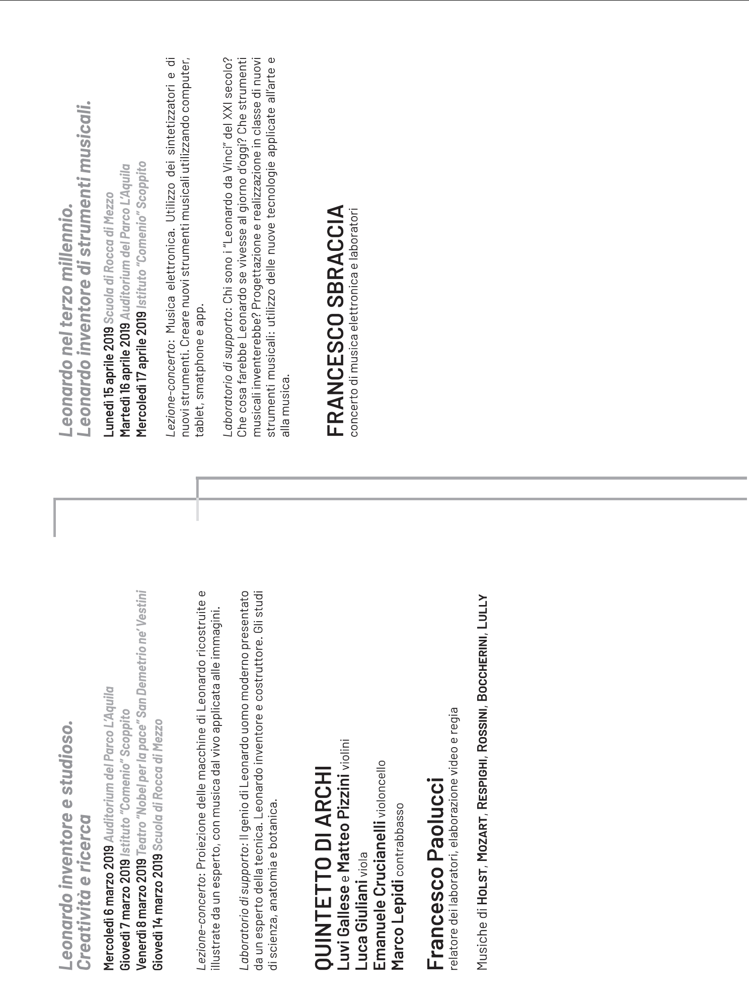 Leonardo inventore e studioso.
Creatività e ricerca
Mercoledì 6 marzo 2019 Auditorium del Parco L’Aquila
Giovedì 7 marzo 2019 Istituto “Comenio” Scoppito
Venerdì 8 marzo 2019 Teatro “Nobel per la pace” San Demetrio ne’ Vestini
Giovedì 14 marzo 2019 Scuola di Rocca di Mezzo
Lezione-concerto: Proiezione delle macchine di Leonardo ricostruite e
illustrate da un esperto, con musica dal vivo applicata alle immagini.
Laboratorio di supporto: Il genio di Leonardo uomo moderno presentato
da un esperto della tecnica. Leonardo inventore e costruttore. Gli studi
di scienza, anatomia e botanica.
QUINTETTO DI ARCHI
Luvi Gallese e Matteo Pizzini violini
Luca Giuliani viola
Emanuele Crucianelli violoncello
Marco Lepidi contrabbasso
Francesco Paolucci
relatore dei laboratori, elaborazione video e regia
Musiche di HOLST, MOZART, RESPIGHI, ROSSINI, BOCCHERINI, LULLY
Leonardo nel terzo millennio.
Leonardo inventore di strumenti musicali.
Lunedì 15 aprile 2019 Scuola di Rocca di Mezzo
Martedì 16 aprile 2019 Auditorium del Parco L’Aquila
Mercoledì 17 aprile 2019 Istituto “Comenio” Scoppito
Lezione-concerto: Musica elettronica. Utilizzo dei sintetizzatori e di
nuovi strumenti. Creare nuovi strumenti musicali utilizzando computer,
tablet, smatphone e app.
Laboratorio di supporto: Chi sono i “Leonardo da Vinci” del XXI secolo?
Che cosa farebbe Leonardo se vivesse al giorno d’oggi? Che strumenti
musicali inventerebbe? Progettazione e realizzazione in classe di nuovi
strumenti musicali: utilizzo delle nuove tecnologie applicate all’arte e
alla musica.
FRANCESCO SBRACCIA
concerto di musica elettronica e laboratori